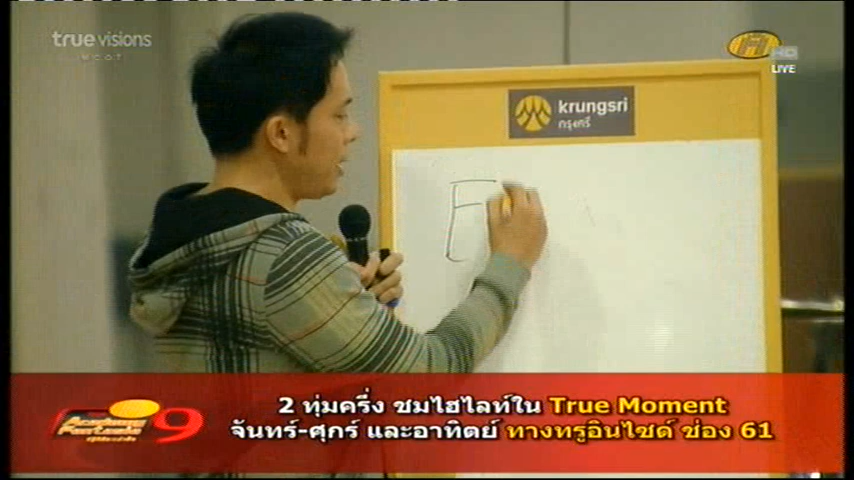 truevisions
MCOT
HD
LIVE
krungsri
กรุงศรี
F
2 ทุ่มครึ่ง ชมไฮไลท์ใน True Moment
Academy
Fantasia 9
จันทร์-ศุกร์ และอาทิตย์ ทางทรูอินไซด์ ช่อง 61